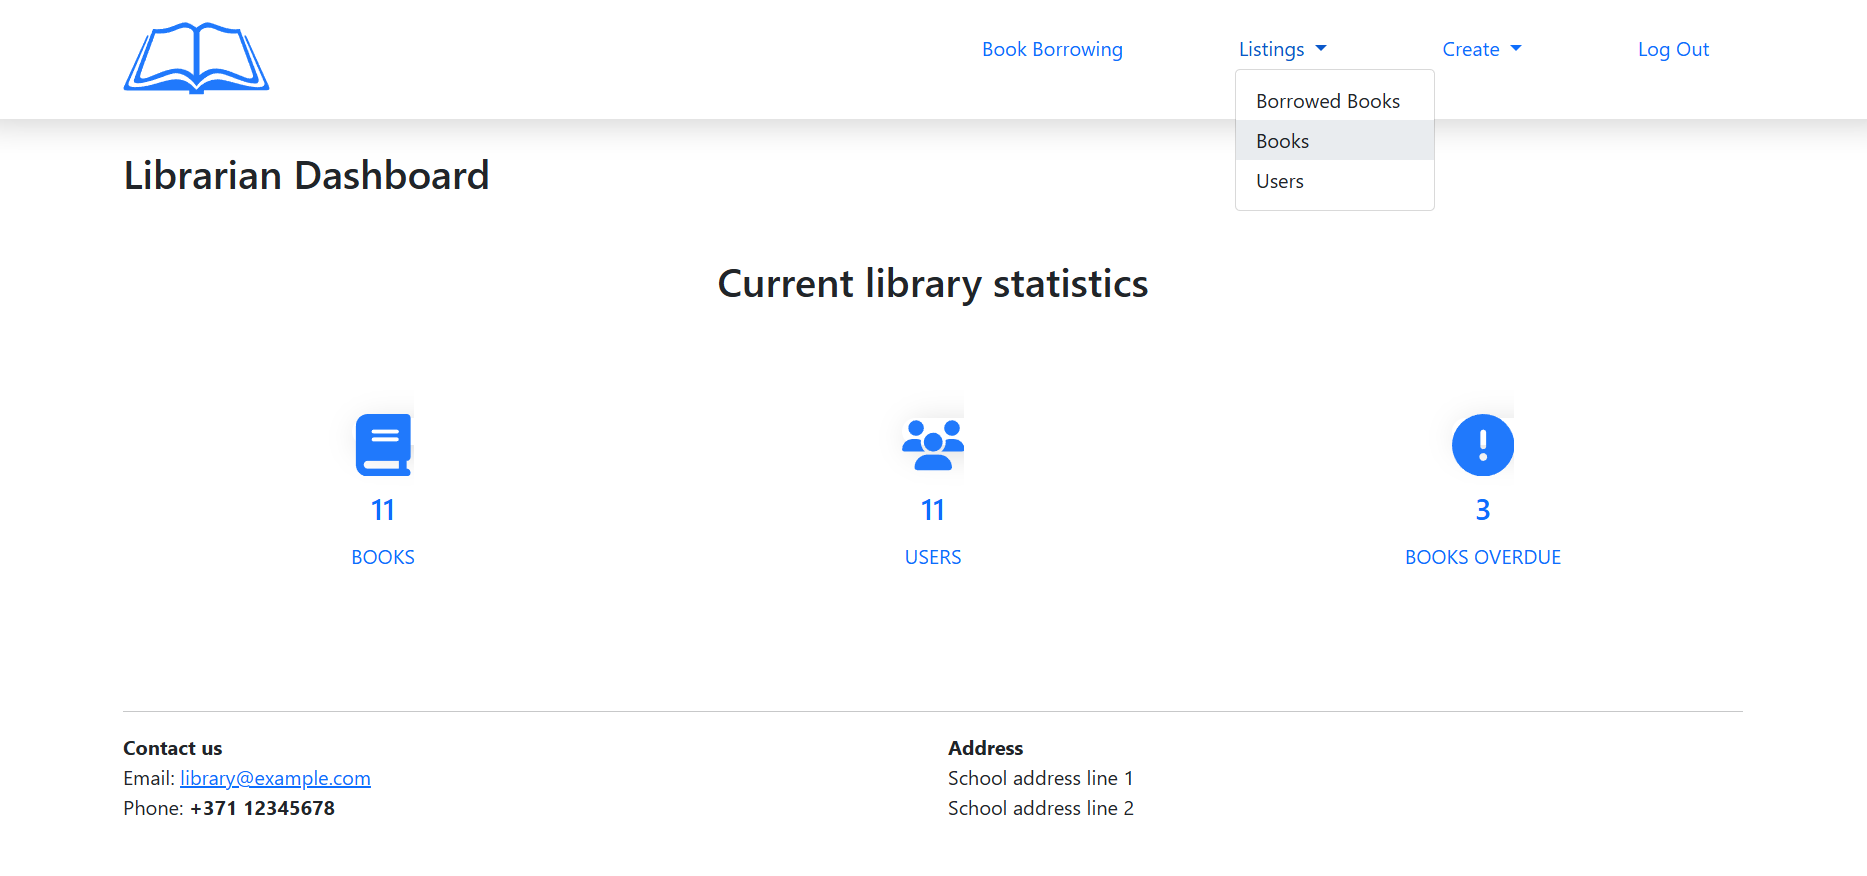 Book Borrowing
Listings
Create
Log Out
Borrowed Books
Books
Users
Librarian Dashboard
Current library statistics
11
BOOKS
11
USERS
3
BOOKS OVERDUE
Contact us
Email: library@example.com
Phone: +371 12345678
Address
School address line 1
School address line 2